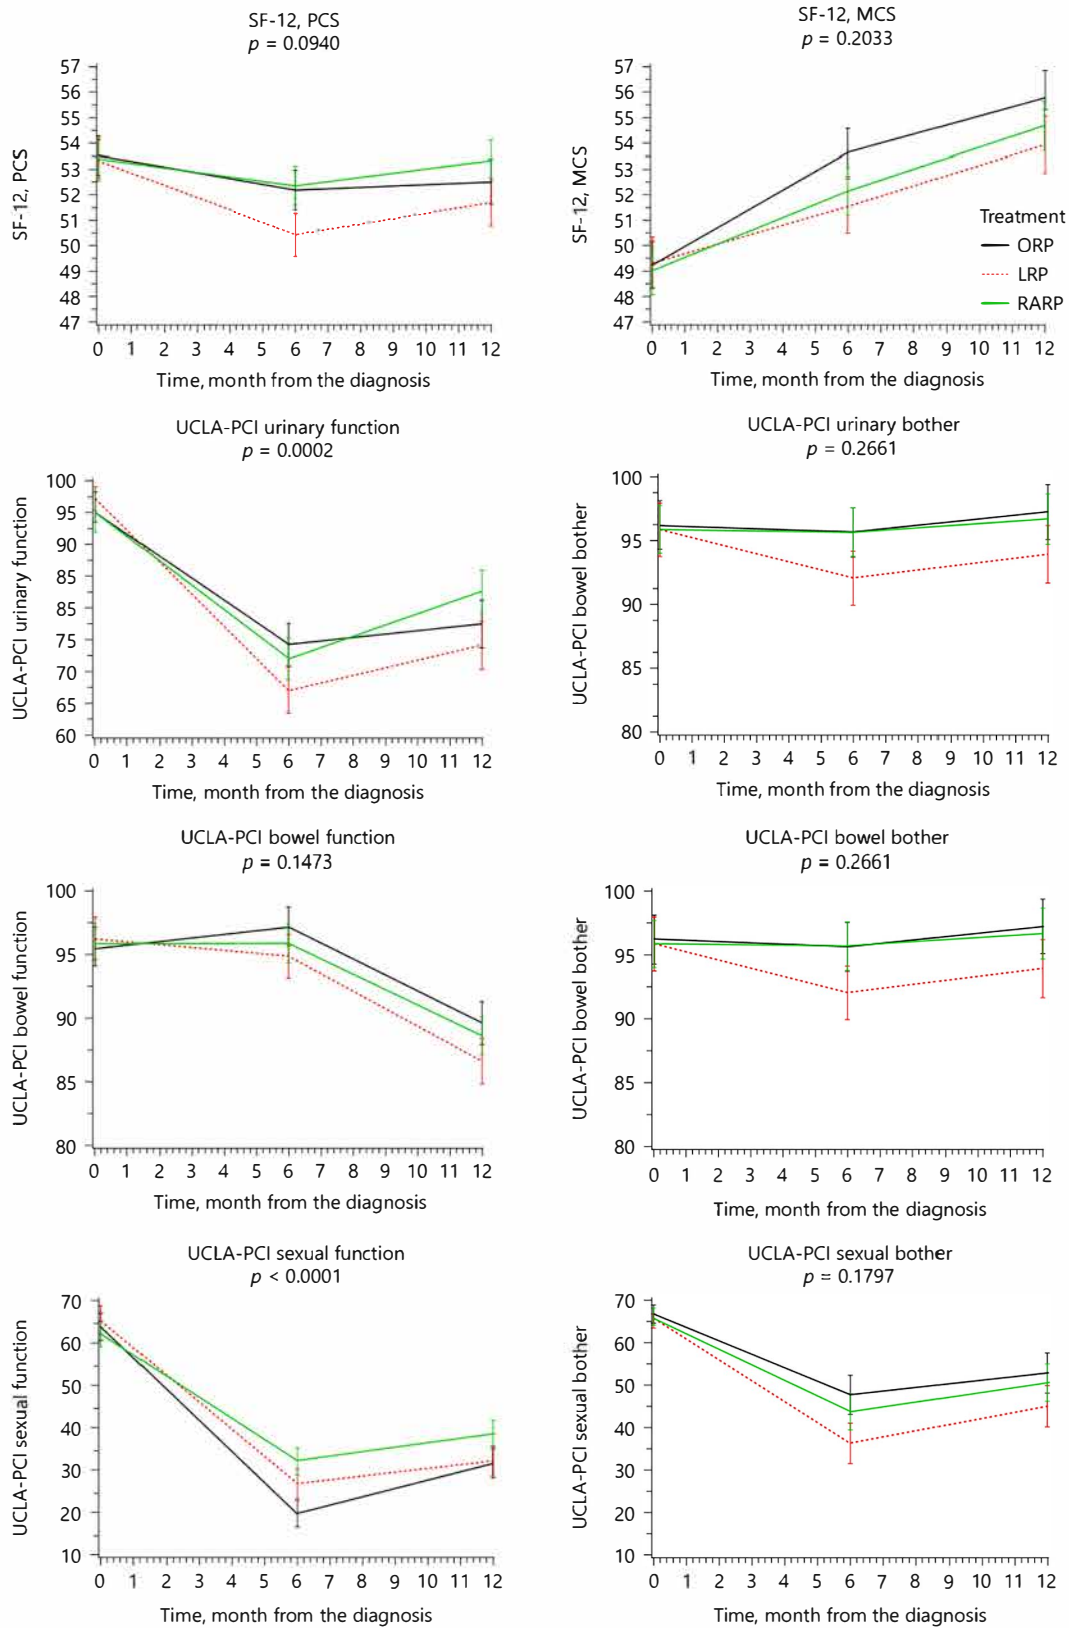 SF-12, PCS
p = 0.0940
SF-12, PCS
57
56
55
54
53
52
51
50
49
48
47
0 1 2 3 4 5 6 7 8 9 10 11 12
Time, month from the diagnosis
SF-12, MCS
p = 0.2033
SF-12, MCS
57
56
55
54
53
52
51
50
49
48
47
0 1 2 3 4 5 6 7 8 9 10 11 12
Time, month from the diagnosis
Treatment
ORP
LRP
RARP
UCLA-PCI urinary function
p = 0.0002
UCLA-PCI urinary function
100
95
90
85
85
75
70
65
60
0 1 2 3 4 5 6 7 8 9 10 11 12
Time, month from the diagnosis
UCLA-PCI urinary bother
p = 0.2661
UCLA-PCI bowel bother
100
95
90
85
80
0 1 2 3 4 5 6 7 8 9 10 11 12
Time, month from the diagnosis
UCLA-PCI bowel function
p = 0.1473
UCLA-PCI bowel function
100
95
90
85
80
0 1 2 3 4 5 6 7 8 9 10 11 12
Time, month from the diagnosis
UCLA-PCI bowel bother
p = 0.2661
UCLA-PCI bowel bother
100
95
90
85
80
0 1 2 3 4 5 6 7 8 9 10 11 12
Time, month from the diagnosis
UCLA-PCI sexual function
p < 0.0001
UCLA-PCI sexual function
70
60
50
40
30
20
10
0 1 2 3 4 5 6 7 8 9 10 11 12
Time, month from the diagnosis
UCLA-PCI sexual bother
p = 0.1797
UCLA-PCI sexual bother
70
60
50
40
30
20
10
0 1 2 3 4 5 6 7 8 9 10 11 12
Time, month from the diagnosis